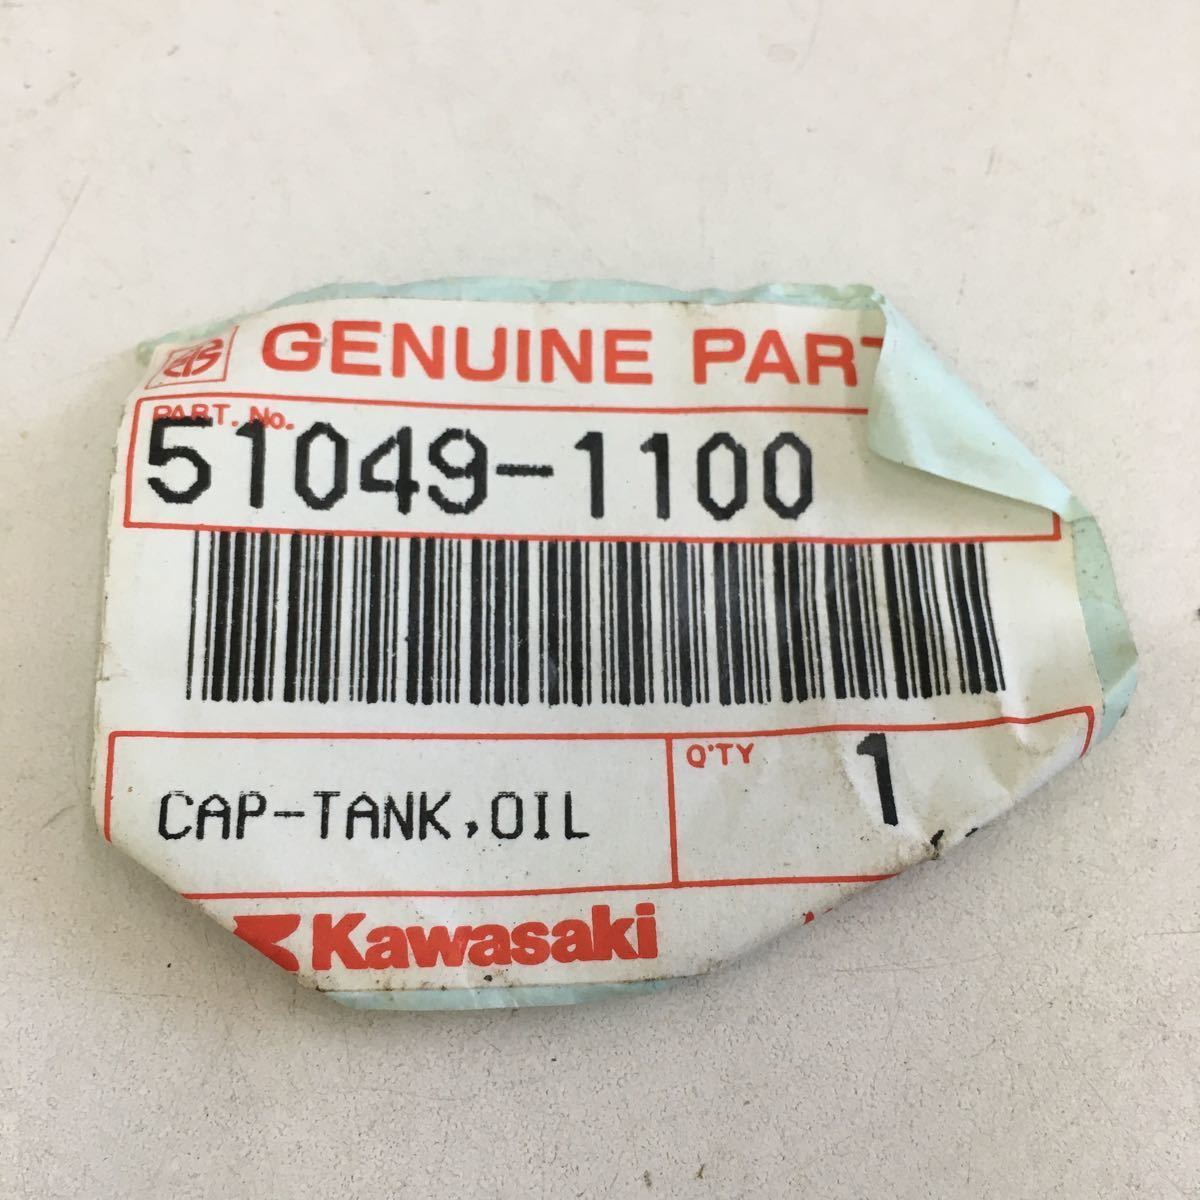 GENUINE PART
PART. No.
51049-1100
Q'TY
1
CAP-TANK,OIL
Kawasaki